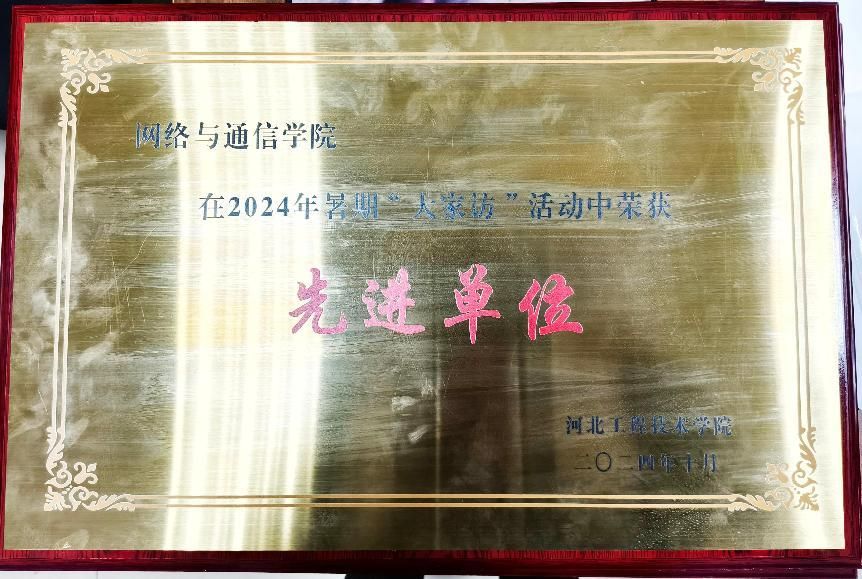 网络与通信学院
在2024年暑期“大家访”活动中荣获
先进单位
河北工程技术学院
二〇二四年十月